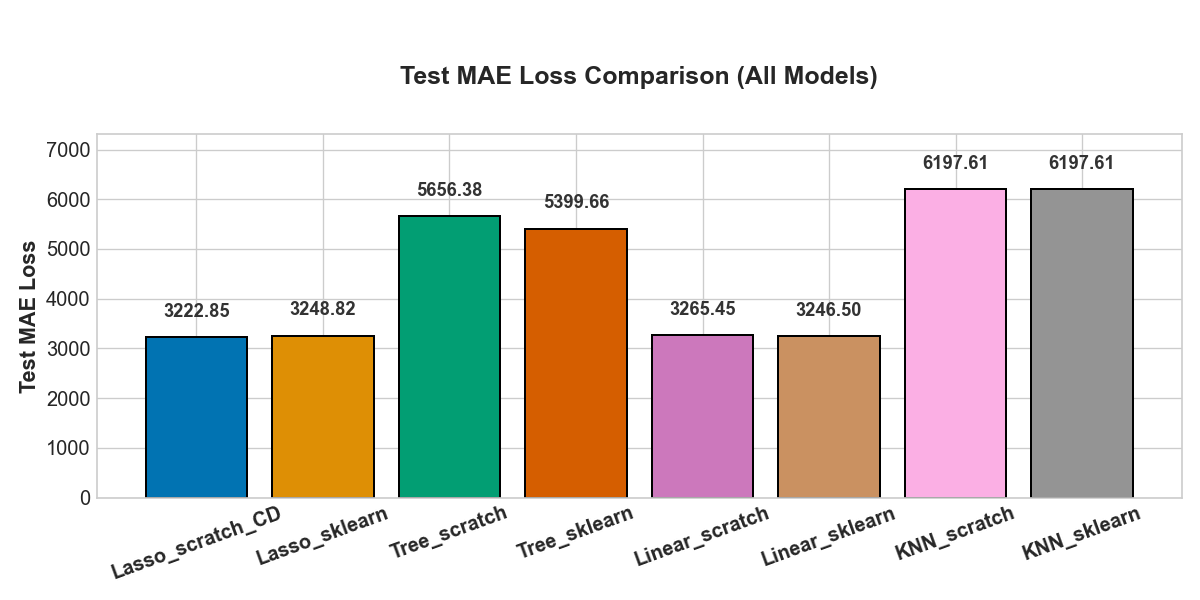 Test MAE Loss Comparison (All Models)
Test MAE Loss
7000
6000
5000
4000
3000
2000
1000
0
3222.85
3248.82
5656.38
5399.66
3265.45
3246.50
6197.61
6197.61
Lasso_scratch_CD
Lasso_sklearn
Tree_scratch
Tree_sklearn
Linear_scratch
Linear_sklearn
KNN_scratch
KNN_sklearn